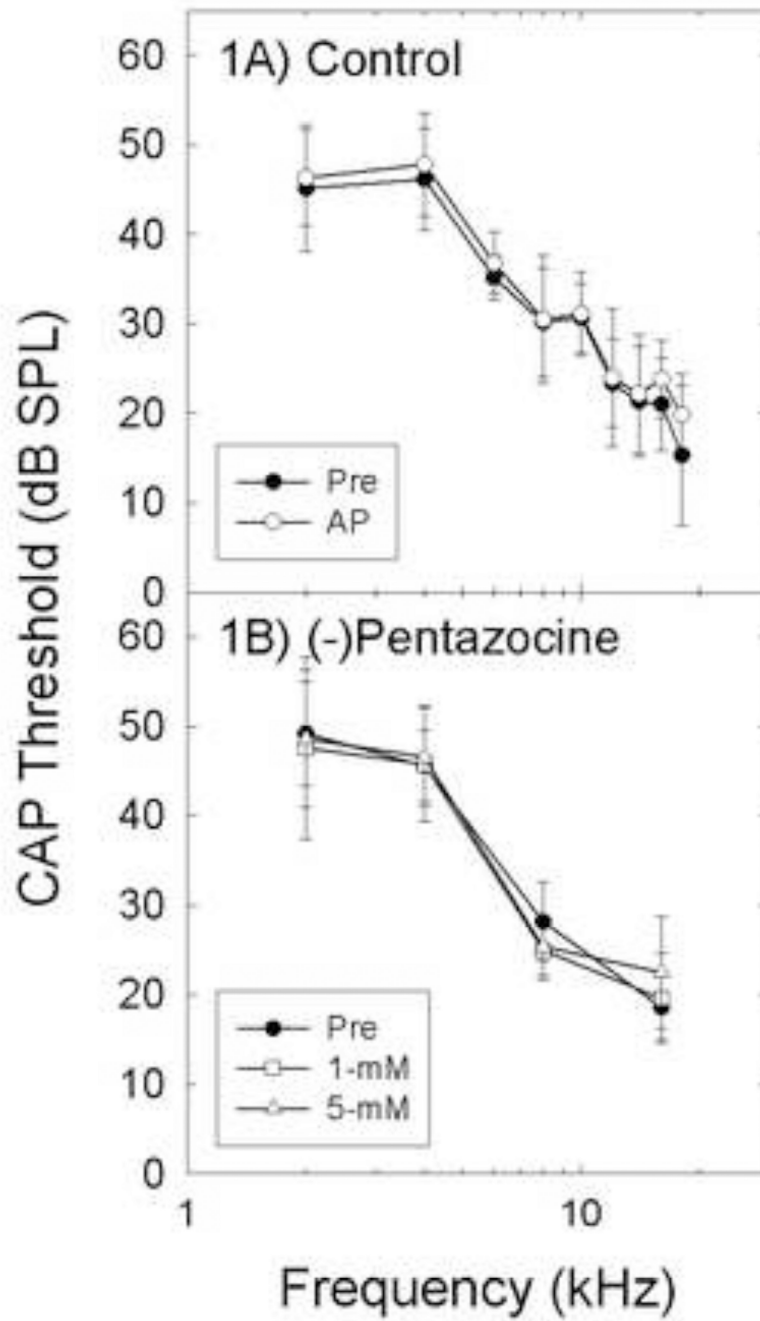 CAP Threshold (dB SPL)
1A) Control
60
50
40
30
20
10
0
Pre
AP
1B) (-)Pentazocine
60
50
40
30
20
10
0
Pre
1-mM
5-mM
1
10
Frequency (kHz)